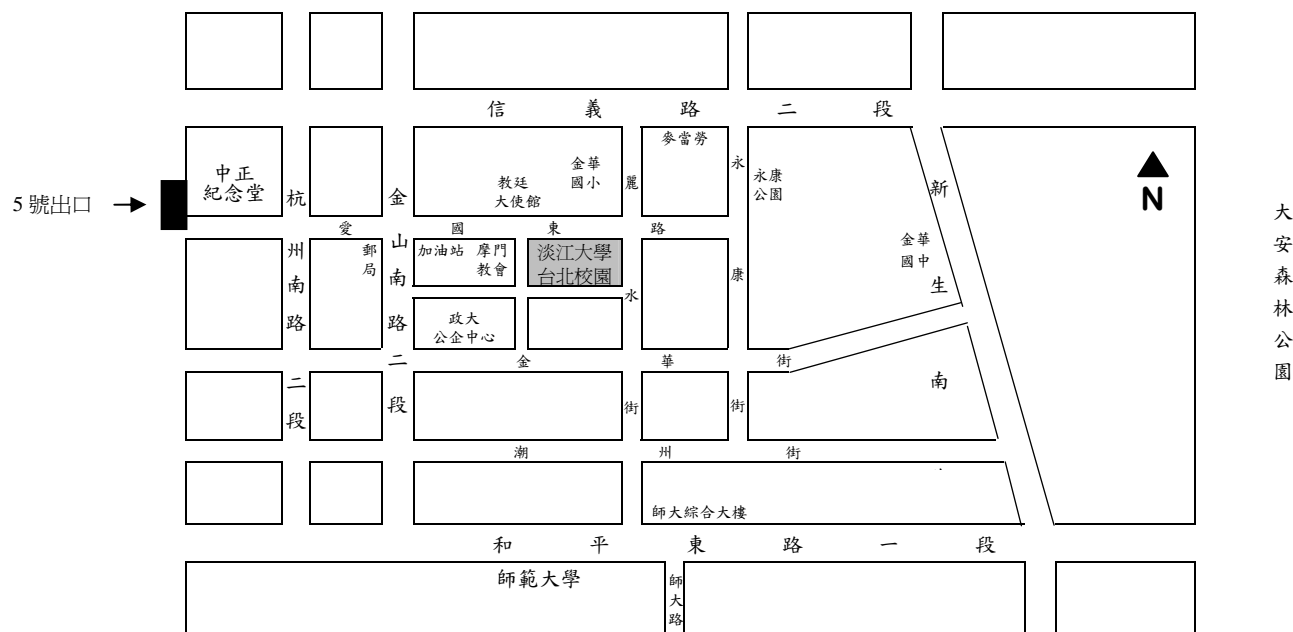 信義路二段
中正
紀念堂
5 號出口
杭州南路二段
金山南路二段
教廷
大使館
金華
國小
麗水街
麥當勞
永康街
永康
公園
新生南
金華
國中
大安森林公園
N
愛國東路
郵局
加油站
摩門
教會
淡江大學
台北校園
政大
公企中心
金華街
潮州街
師大綜合大樓
和平東路一段
師範大學
師大路